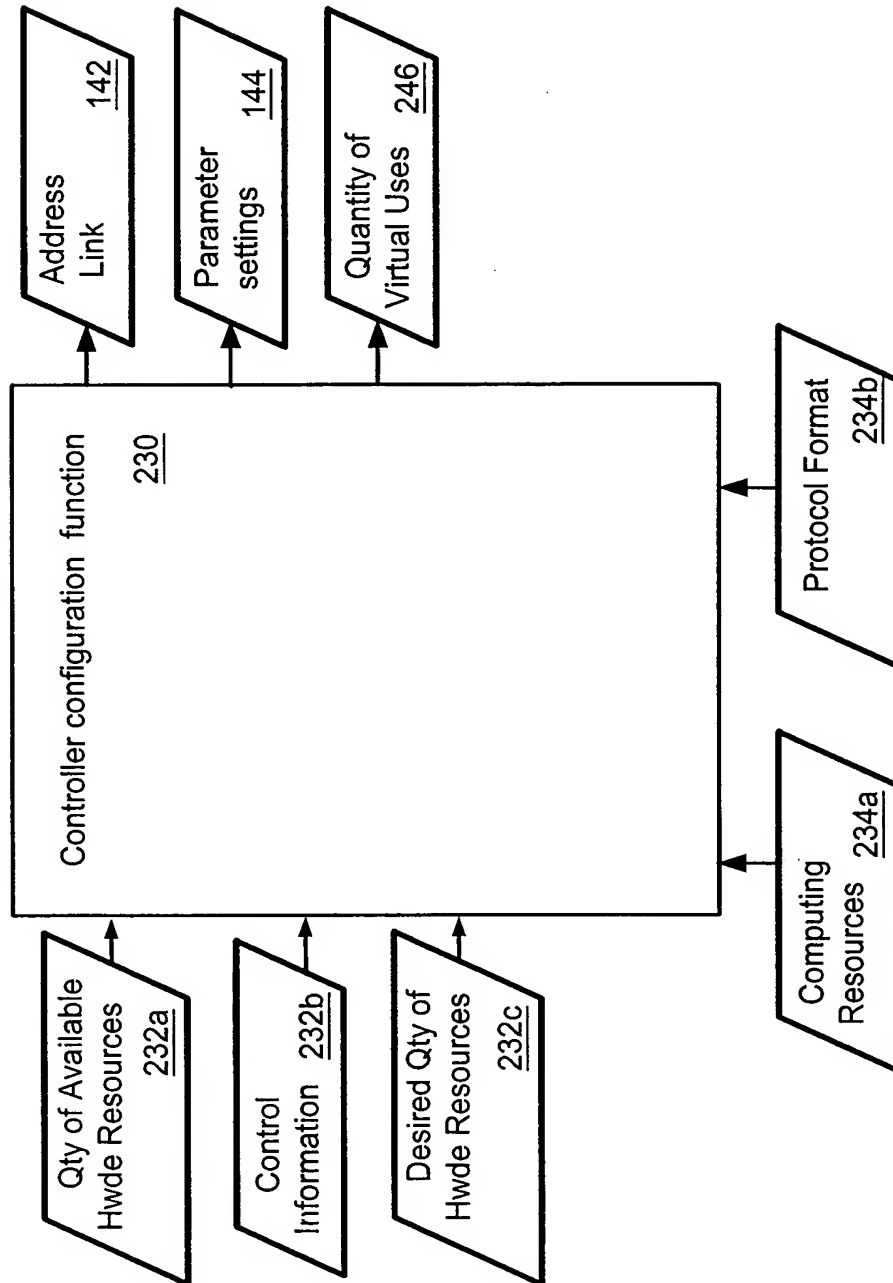 Qty of Available
Hwde Resources
232a
Control
Information 232b
Desired Qty of
Hwde Resources
232c
Controller configuration function
230
Address
Link 142
Parameter
settings 144
Quantity of
Virtual Uses 246
Computing
Resources 234a
Protocol Format
234b